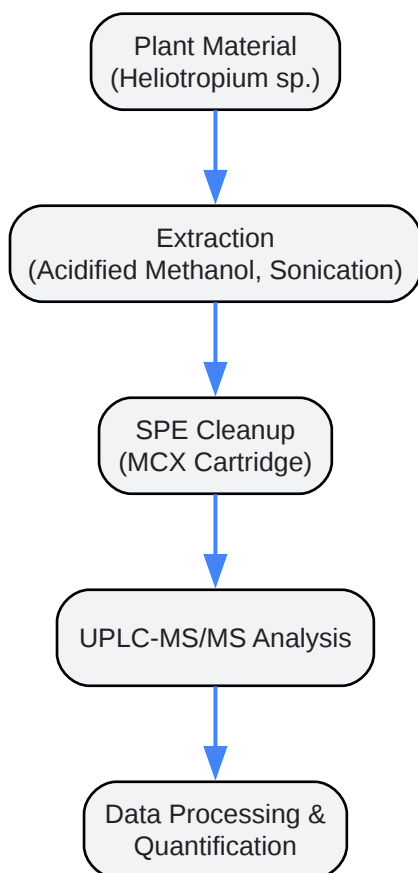 Plant Material
(Heliotropium sp.)
Extraction
(Acidified Methanol, Sonication)
SPE Cleanup
(MCX Cartridge)
UPLC-MS/MS Analysis
Data Processing &
Quantification